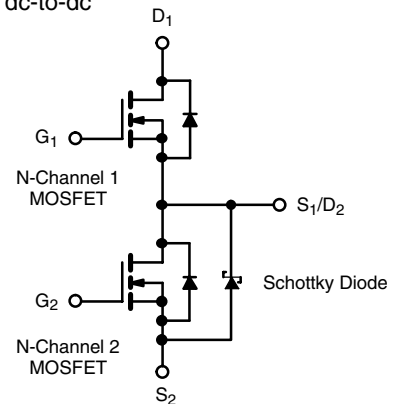 dc-to-dc
D1
G1
N-Channel 1
MOSFET
S1/D2
G2
Schottky Diode
N-Channel 2
MOSFET
S2